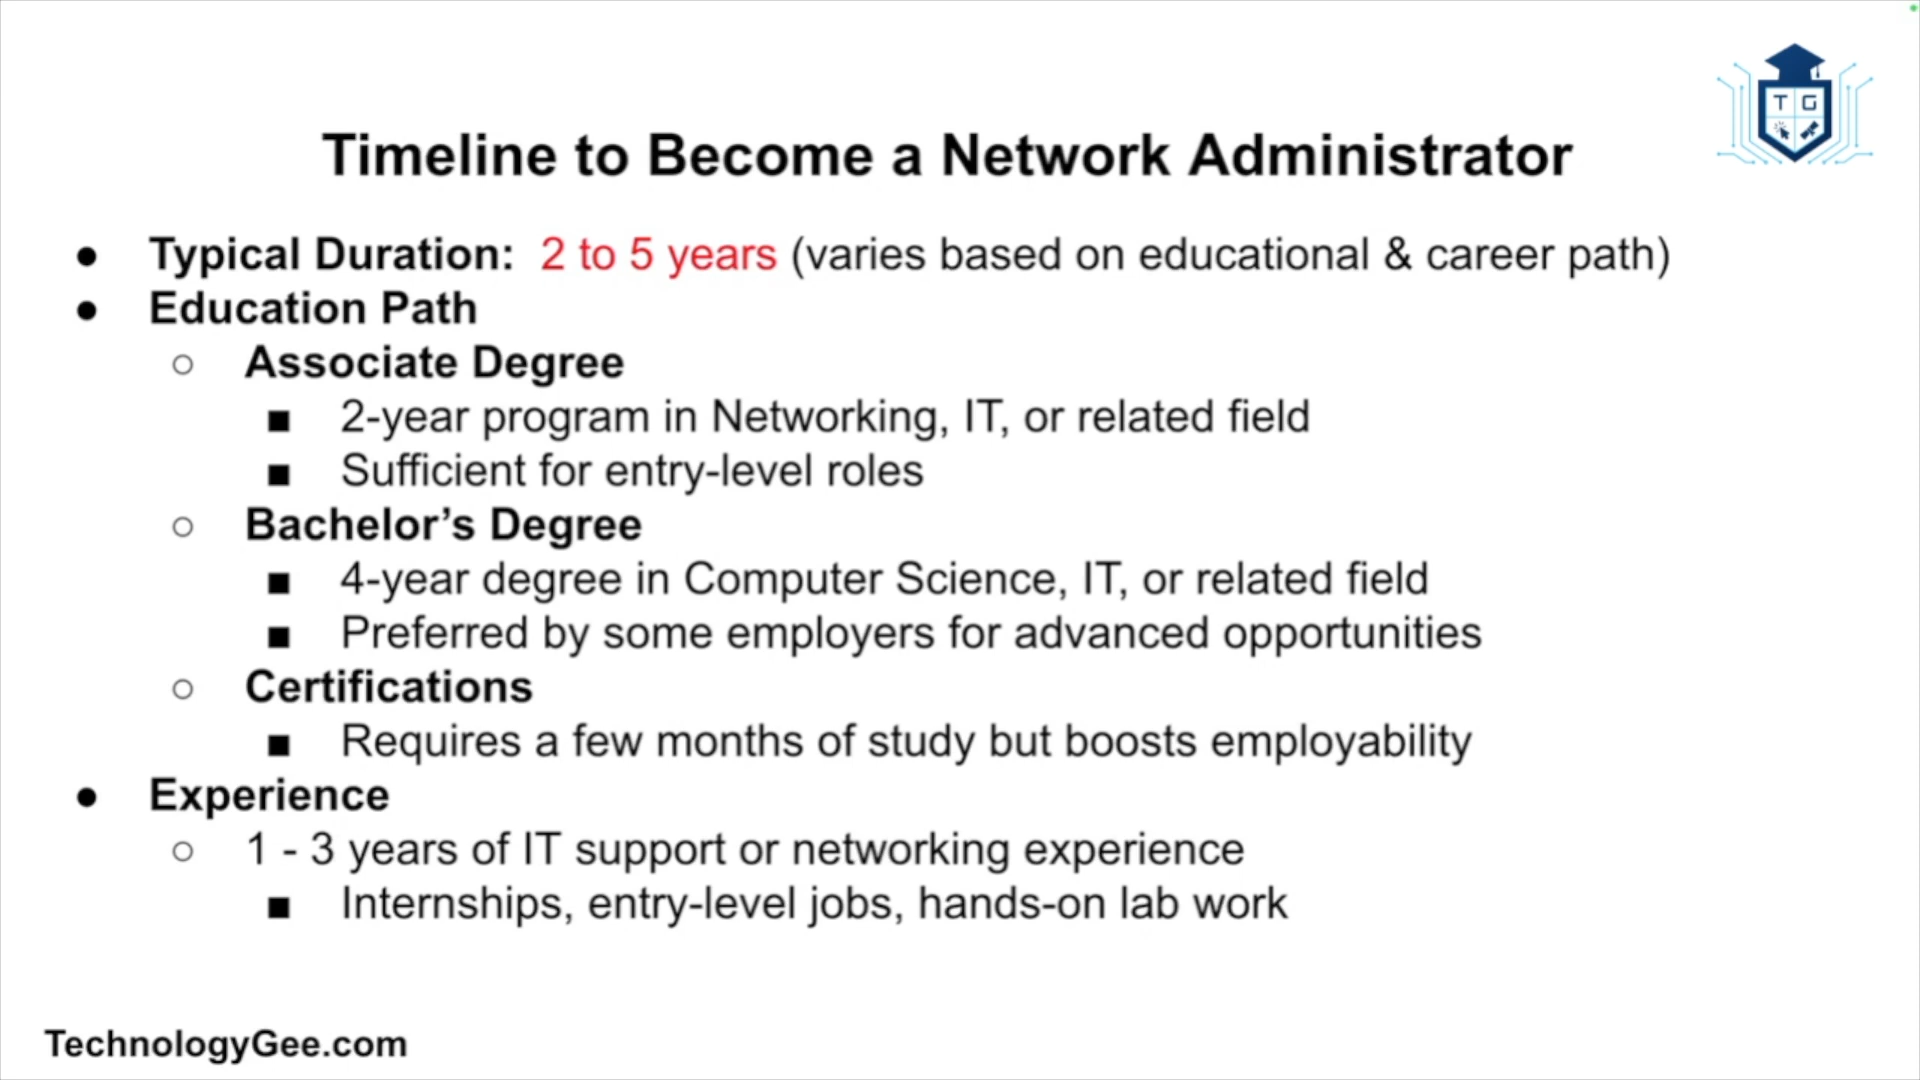 T G
Timeline to Become a Network Administrator
● Typical Duration: 2 to 5 years (varies based on educational & career path)
● Education Path
○ Associate Degree
■ 2-year program in Networking, IT, or related field
■ Sufficient for entry-level roles
○ Bachelor’s Degree
■ 4-year degree in Computer Science, IT, or related field
■ Preferred by some employers for advanced opportunities
○ Certifications
■ Requires a few months of study but boosts employability
● Experience
○ 1 - 3 years of IT support or networking experience
■ Internships, entry-level jobs, hands-on lab work
TechnologyGee.com